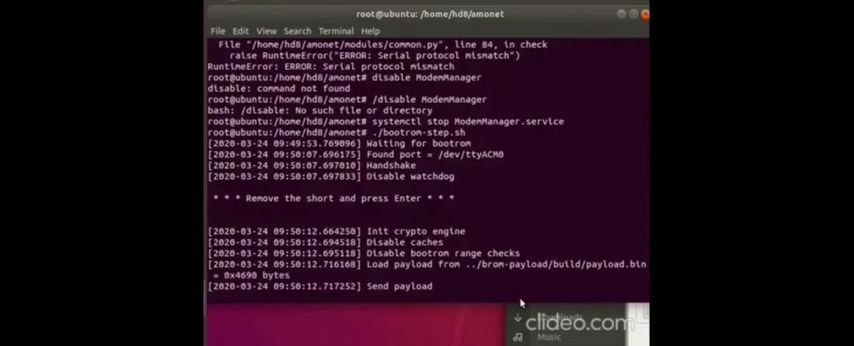 root@ubuntu: /home/hd8/amonet
File Edit View Search Terminal Help
File "/home/hd8/amonet/modules/common.py", line 84, in check
raise RuntimeError("ERROR: Serial protocol mismatch")
RuntimeError: ERROR: Serial protocol mismatch
root@ubuntu:/home/hd8/amonet# disable ModemManager
disable: command not found
root@ubuntu:/home/hd8/amonet# /disable ModemManager
bash: /disable: No such file or directory
root@ubuntu:/home/hd8/amonet# systemctl stop ModemManager.service
root@ubuntu:/home/hd8/amonet# ./bootrom-step.sh
[2020-03-24 09:49:53.769096] Waiting for bootrom
[2020-03-24 09:50:07.696175] Found port = /dev/ttyACM0
[2020-03-24 09:50:07.697010] Handshake
[2020-03-24 09:50:07.697833] Disable watchdog
* * * Remove the short and press Enter * * *
[2020-03-24 09:50:12.664250] Init crypto engine
[2020-03-24 09:50:12.694518] Disable caches
[2020-03-24 09:50:12.695118] Disable bootrom range checks
[2020-03-24 09:50:12.716168] Load payload from ../brom-payload/build/payload.bin
= 0x4690 bytes
[2020-03-24 09:50:12.717252] Send payload
clideo.com
Music